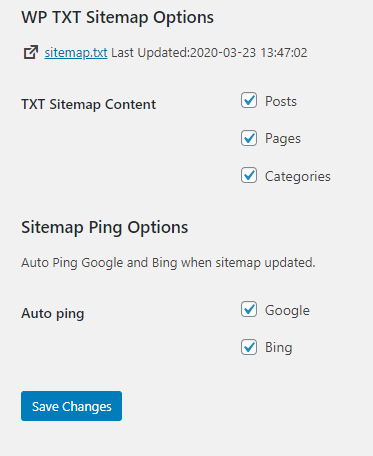 WP TXT Sitemap Options
sitemap.txt Last Updated:2020-03-23 13:47:02
TXT Sitemap Content
Posts
Pages
Categories
Sitemap Ping Options
Auto Ping Google and Bing when sitemap updated.
Auto ping
Google
Bing
Save Changes